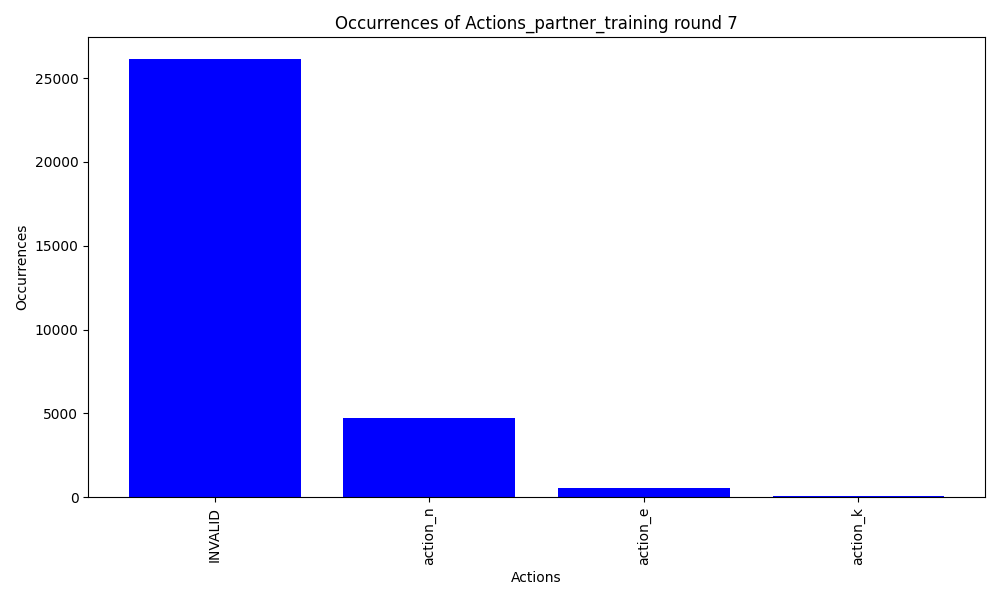 Occurrences of Actions_partner_training round 7
25000
20000
15000
10000
5000
0
Occurrences
INVALID
action_n
action_e
action_k
Actions